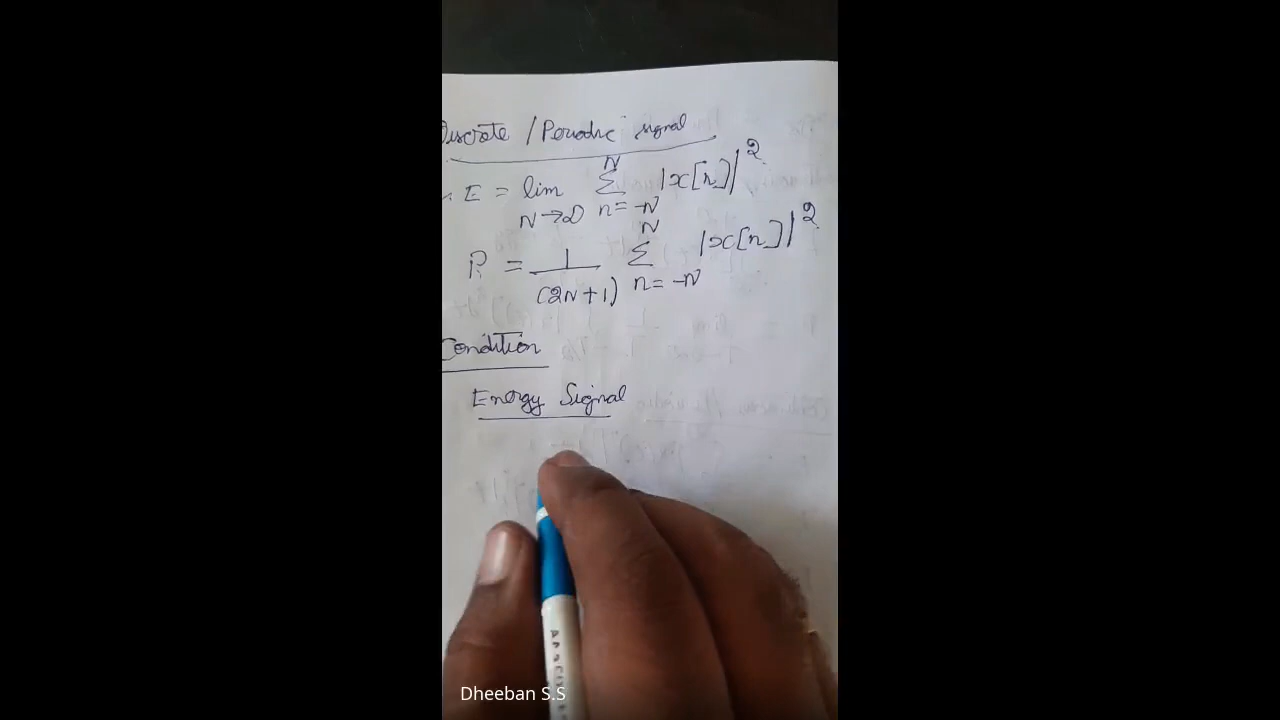 Discrete / Periodic signal
E = lim N→∞ N Σ n=-N |x[n]|²
P = 1/(2N+1) N Σ n=-N |x[n]|²
Condition
Energy Signal
Dheeban S.S